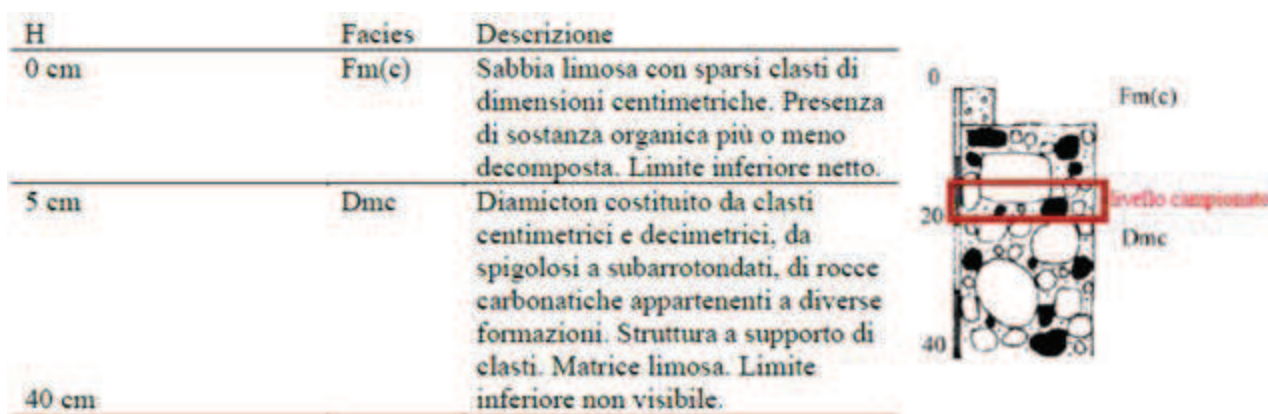 H Facies Descrizione
0 cm Fm(c) Sabbia limosa con sparsi clasti di
dimensioni centimetriche. Presenza
di sostanza organica più o meno
decomposta. Limite inferiore netto.
5 cm Dmc Diamicton costituito da clasti
centimetrici e decimetrici, da
spigolosi a subarrotondati, di rocce
carbonatiche appartenenti a diverse
formazioni. Struttura a supporto di
clasti. Matrice limosa. Limite
40 cm inferiore non visibile.
0
Fm(c)
livello campionato
20
Dmc
40